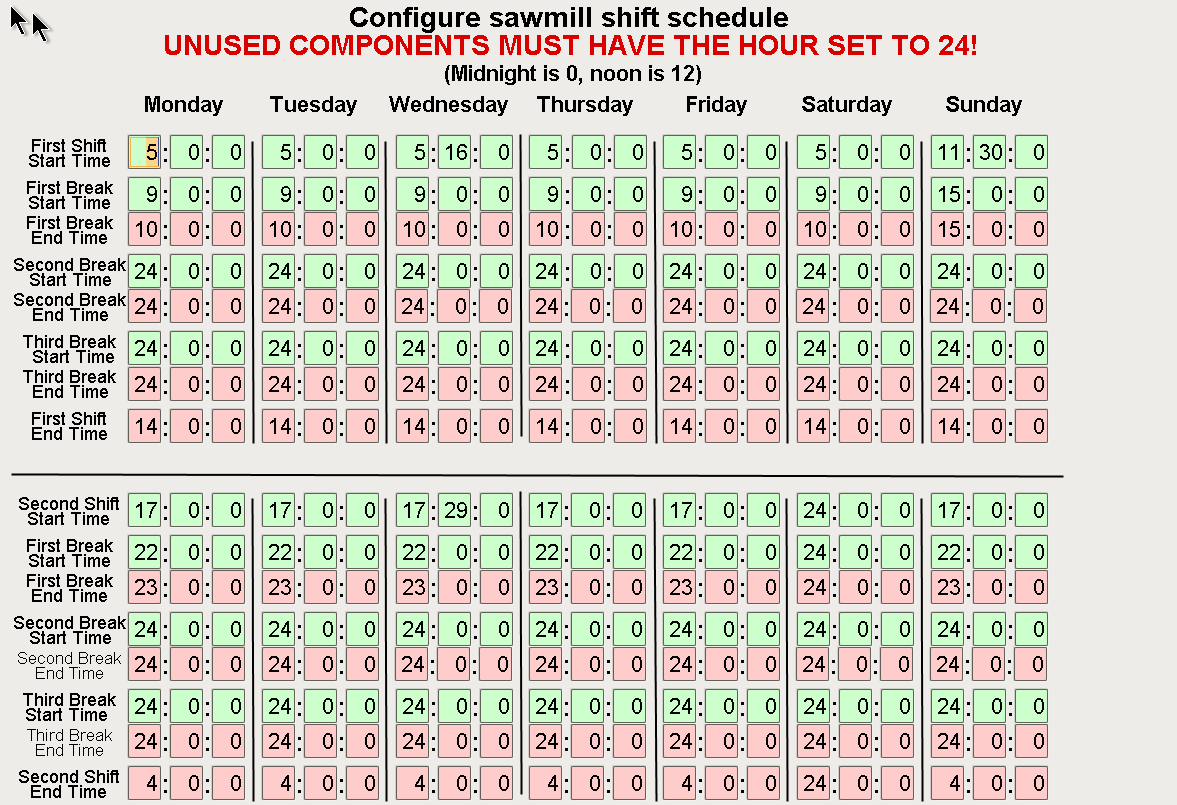 Configure sawmill shift schedule
UNUSED COMPONENTS MUST HAVE THE HOUR SET TO 24!
(Midnight is 0, noon is 12)
Monday Tuesday Wednesday Thursday Friday Saturday Sunday
First Shift
Start Time
5: 0: 0 5: 0: 0 5: 16: 0 5: 0: 0 5: 0: 0 5: 0: 0 11: 30: 0
First Break
Start Time
9: 0: 0 9: 0: 0 9: 0: 0 9: 0: 0 9: 0: 0 9: 0: 0 15: 0: 0
First Break
End Time
10: 0: 0 10: 0: 0 10: 0: 0 10: 0: 0 10: 0: 0 10: 0: 0 15: 0: 0
Second Break
Start Time
24: 0: 0 24: 0: 0 24: 0: 0 24: 0: 0 24: 0: 0 24: 0: 0 24: 0: 0
Second Break
End Time
24: 0: 0 24: 0: 0 24: 0: 0 24: 0: 0 24: 0: 0 24: 0: 0 24: 0: 0
Third Break
Start Time
24: 0: 0 24: 0: 0 24: 0: 0 24: 0: 0 24: 0: 0 24: 0: 0 24: 0: 0
Third Break
End Time
24: 0: 0 24: 0: 0 24: 0: 0 24: 0: 0 24: 0: 0 24: 0: 0 24: 0: 0
First Shift
End Time
14: 0: 0 14: 0: 0 14: 0: 0 14: 0: 0 14: 0: 0 14: 0: 0 14: 0: 0
Second Shift
Start Time
17: 0: 0 17: 0: 0 17: 29: 0 17: 0: 0 17: 0: 0 24: 0: 0 17: 0: 0
First Break
Start Time
22: 0: 0 22: 0: 0 22: 0: 0 22: 0: 0 22: 0: 0 24: 0: 0 22: 0: 0
First Break
End Time
23: 0: 0 23: 0: 0 23: 0: 0 23: 0: 0 23: 0: 0 24: 0: 0 23: 0: 0
Second Break
Start Time
24: 0: 0 24: 0: 0 24: 0: 0 24: 0: 0 24: 0: 0 24: 0: 0 24: 0: 0
Second Break
End Time
24: 0: 0 24: 0: 0 24: 0: 0 24: 0: 0 24: 0: 0 24: 0: 0 24: 0: 0
Third Break
Start Time
24: 0: 0 24: 0: 0 24: 0: 0 24: 0: 0 24: 0: 0 24: 0: 0 24: 0: 0
Third Break
End Time
24: 0: 0 24: 0: 0 24: 0: 0 24: 0: 0 24: 0: 0 24: 0: 0 24: 0: 0
Second Shift
End Time
4: 0: 0 4: 0: 0 4: 0: 0 4: 0: 0 4: 0: 0 24: 0: 0 4: 0: 0